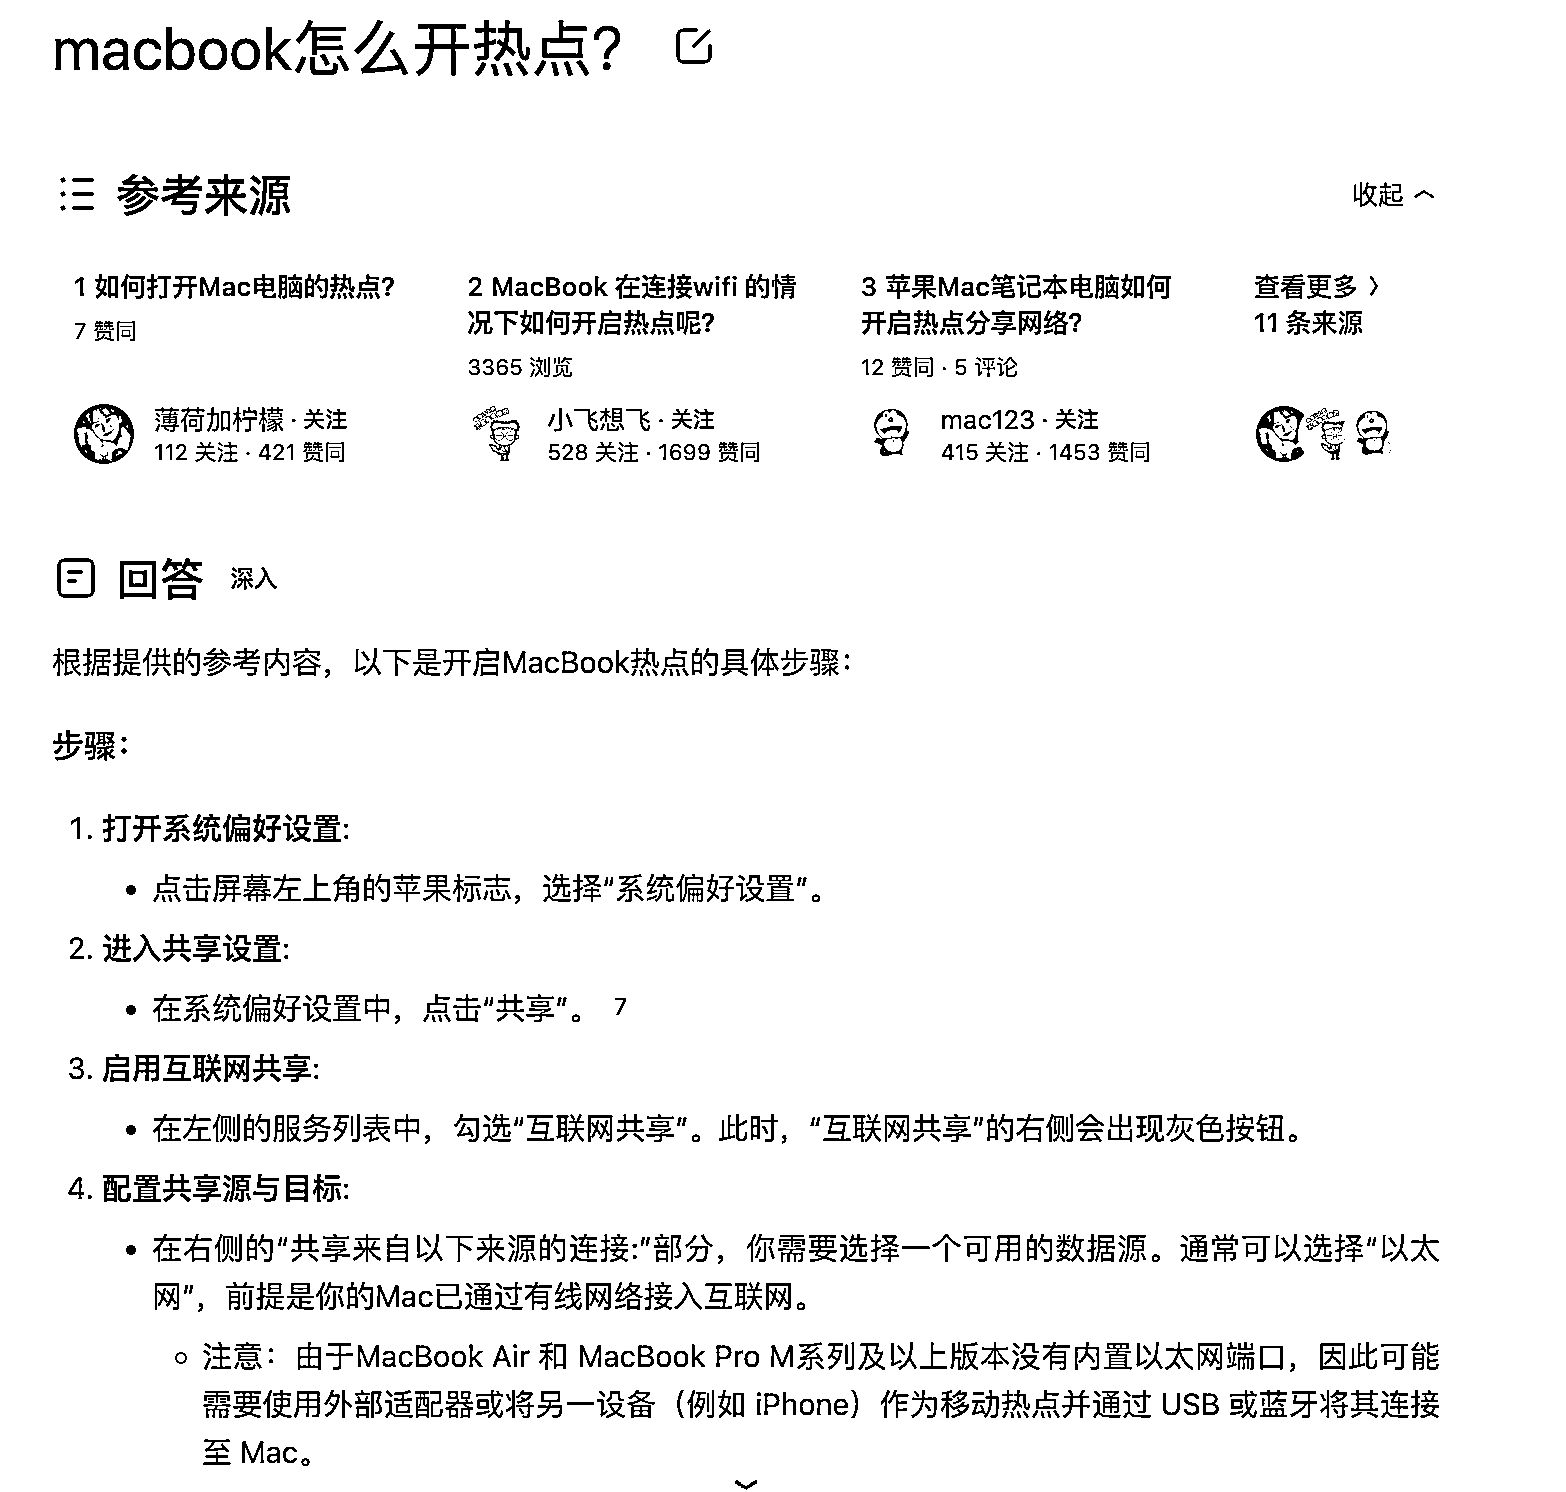 macbook怎么开热点？
参考来源
收起
1 如何打开Mac电脑的热点？
7 赞同
薄荷加柠檬 · 关注
112 关注 · 421 赞同
2 MacBook 在连接wifi 的情
况下如何开启热点呢？
3365 浏览
小飞想飞 · 关注
528 关注 · 1699 赞同
3 苹果Mac笔记本电脑如何
开启热点分享网络？
12 赞同 · 5 评论
mac123 · 关注
415 关注 · 1453 赞同
查看更多
11 条来源
回答 深入
根据提供的参考内容，以下是开启MacBook热点的具体步骤：
步骤：
1. 打开系统偏好设置:
• 点击屏幕左上角的苹果标志，选择“系统偏好设置”。
2. 进入共享设置:
• 在系统偏好设置中，点击“共享”。 7
3. 启用互联网共享:
• 在左侧的服务列表中，勾选“互联网共享”。此时，“互联网共享”的右侧会出现灰色按钮。
4. 配置共享源与目标:
• 在右侧的“共享来自以下来源的连接:”部分，你需要选择一个可用的数据源。通常可以选择“以太
网”，前提是你的Mac已通过有线网络接入互联网。
◦ 注意：由于MacBook Air 和 MacBook Pro M系列及以上版本没有内置以太网端口，因此可能
需要使用外部适配器或将另一设备（例如 iPhone）作为移动热点并通过 USB 或蓝牙将其连接
至 Mac。